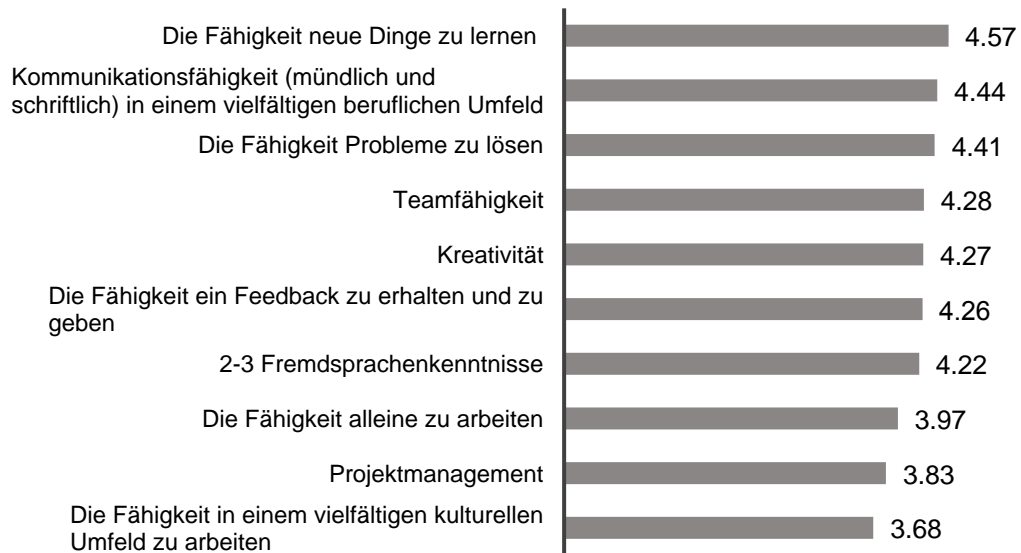 Die Fähigkeit neue Dinge zu lernen 4.57
Kommunikationsfähigkeit (mündlich und
schriftlich) in einem vielfältigen beruflichen Umfeld 4.44
Die Fähigkeit Probleme zu lösen 4.41
Teamfähigkeit 4.28
Kreativität 4.27
Die Fähigkeit ein Feedback zu erhalten und zu
geben 4.26
2-3 Fremdsprachenkenntnisse 4.22
Die Fähigkeit alleine zu arbeiten 3.97
Projektmanagement 3.83
Die Fähigkeit in einem vielfältigen kulturellen
Umfeld zu arbeiten 3.68